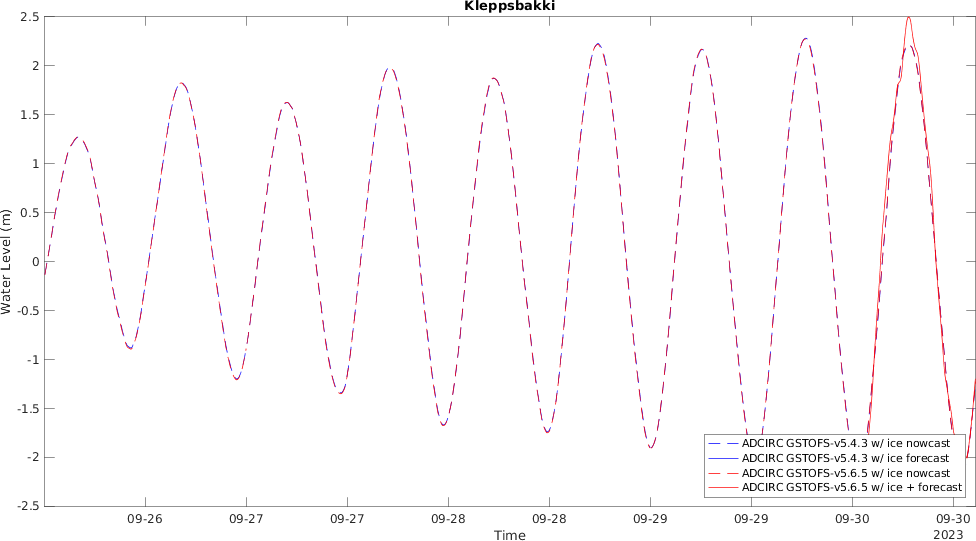 Kleppsbakki
2.5
2
1.5
1
0.5
0
-0.5
-1
-1.5
-2
-2.5
Water Level (m)
ADCIRC GSTOFS-v5.4.3 w/ ice nowcast
ADCIRC GSTOFS-v5.4.3 w/ ice forecast
ADCIRC GSTOFS-v5.6.5 w/ ice nowcast
ADCIRC GSTOFS-v5.6.5 w/ ice + forecast
09-26 09-27 09-27 09-28 09-28 09-29 09-29 09-30 09-30
2023
Time